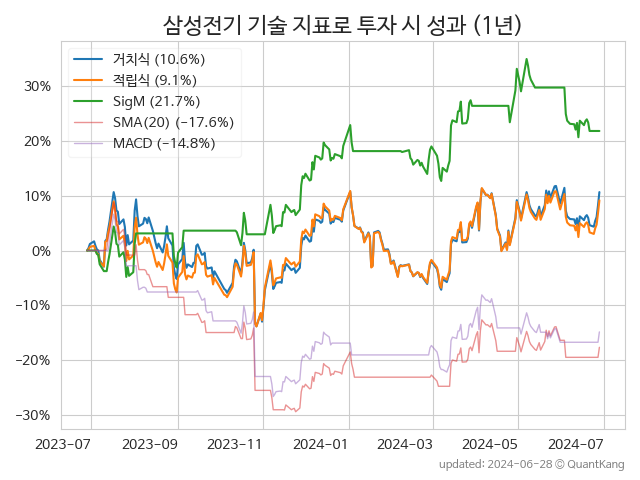 삼성전기 기술 지표로 투자 시 성과 (1년)
거치식 (10.6%)
적립식 (9.1%)
SigM (21.7%)
SMA(20) (−17.6%)
MACD (−14.8%)
30%
20%
10%
0%
−10%
−20%
−30%
2023-07 2023-09 2023-11 2024-01 2024-03 2024-05 2024-07
updated: 2024-06-28 ⓒ QuantKang